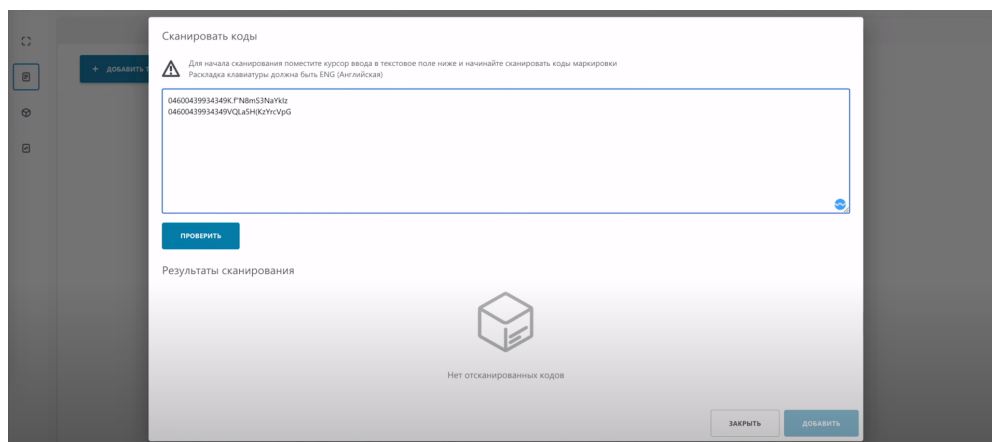 Сканировать коды
+ ДОБАВИТЬ Т
Для начала сканирования поместите курсор ввода в текстовое поле ниже и начинайте сканировать коды маркировки
Раскладка клавиатуры должна быть ENG (Английская)
04600439934349K.f"N8mS3NaYkIz
04600439934349VQLa5H(KzYrcVpG
ПРОВЕРИТЬ
Результаты сканирования
Нет отсканированных кодов
ЗАКРЫТЬ
ДОБАВИТЬ